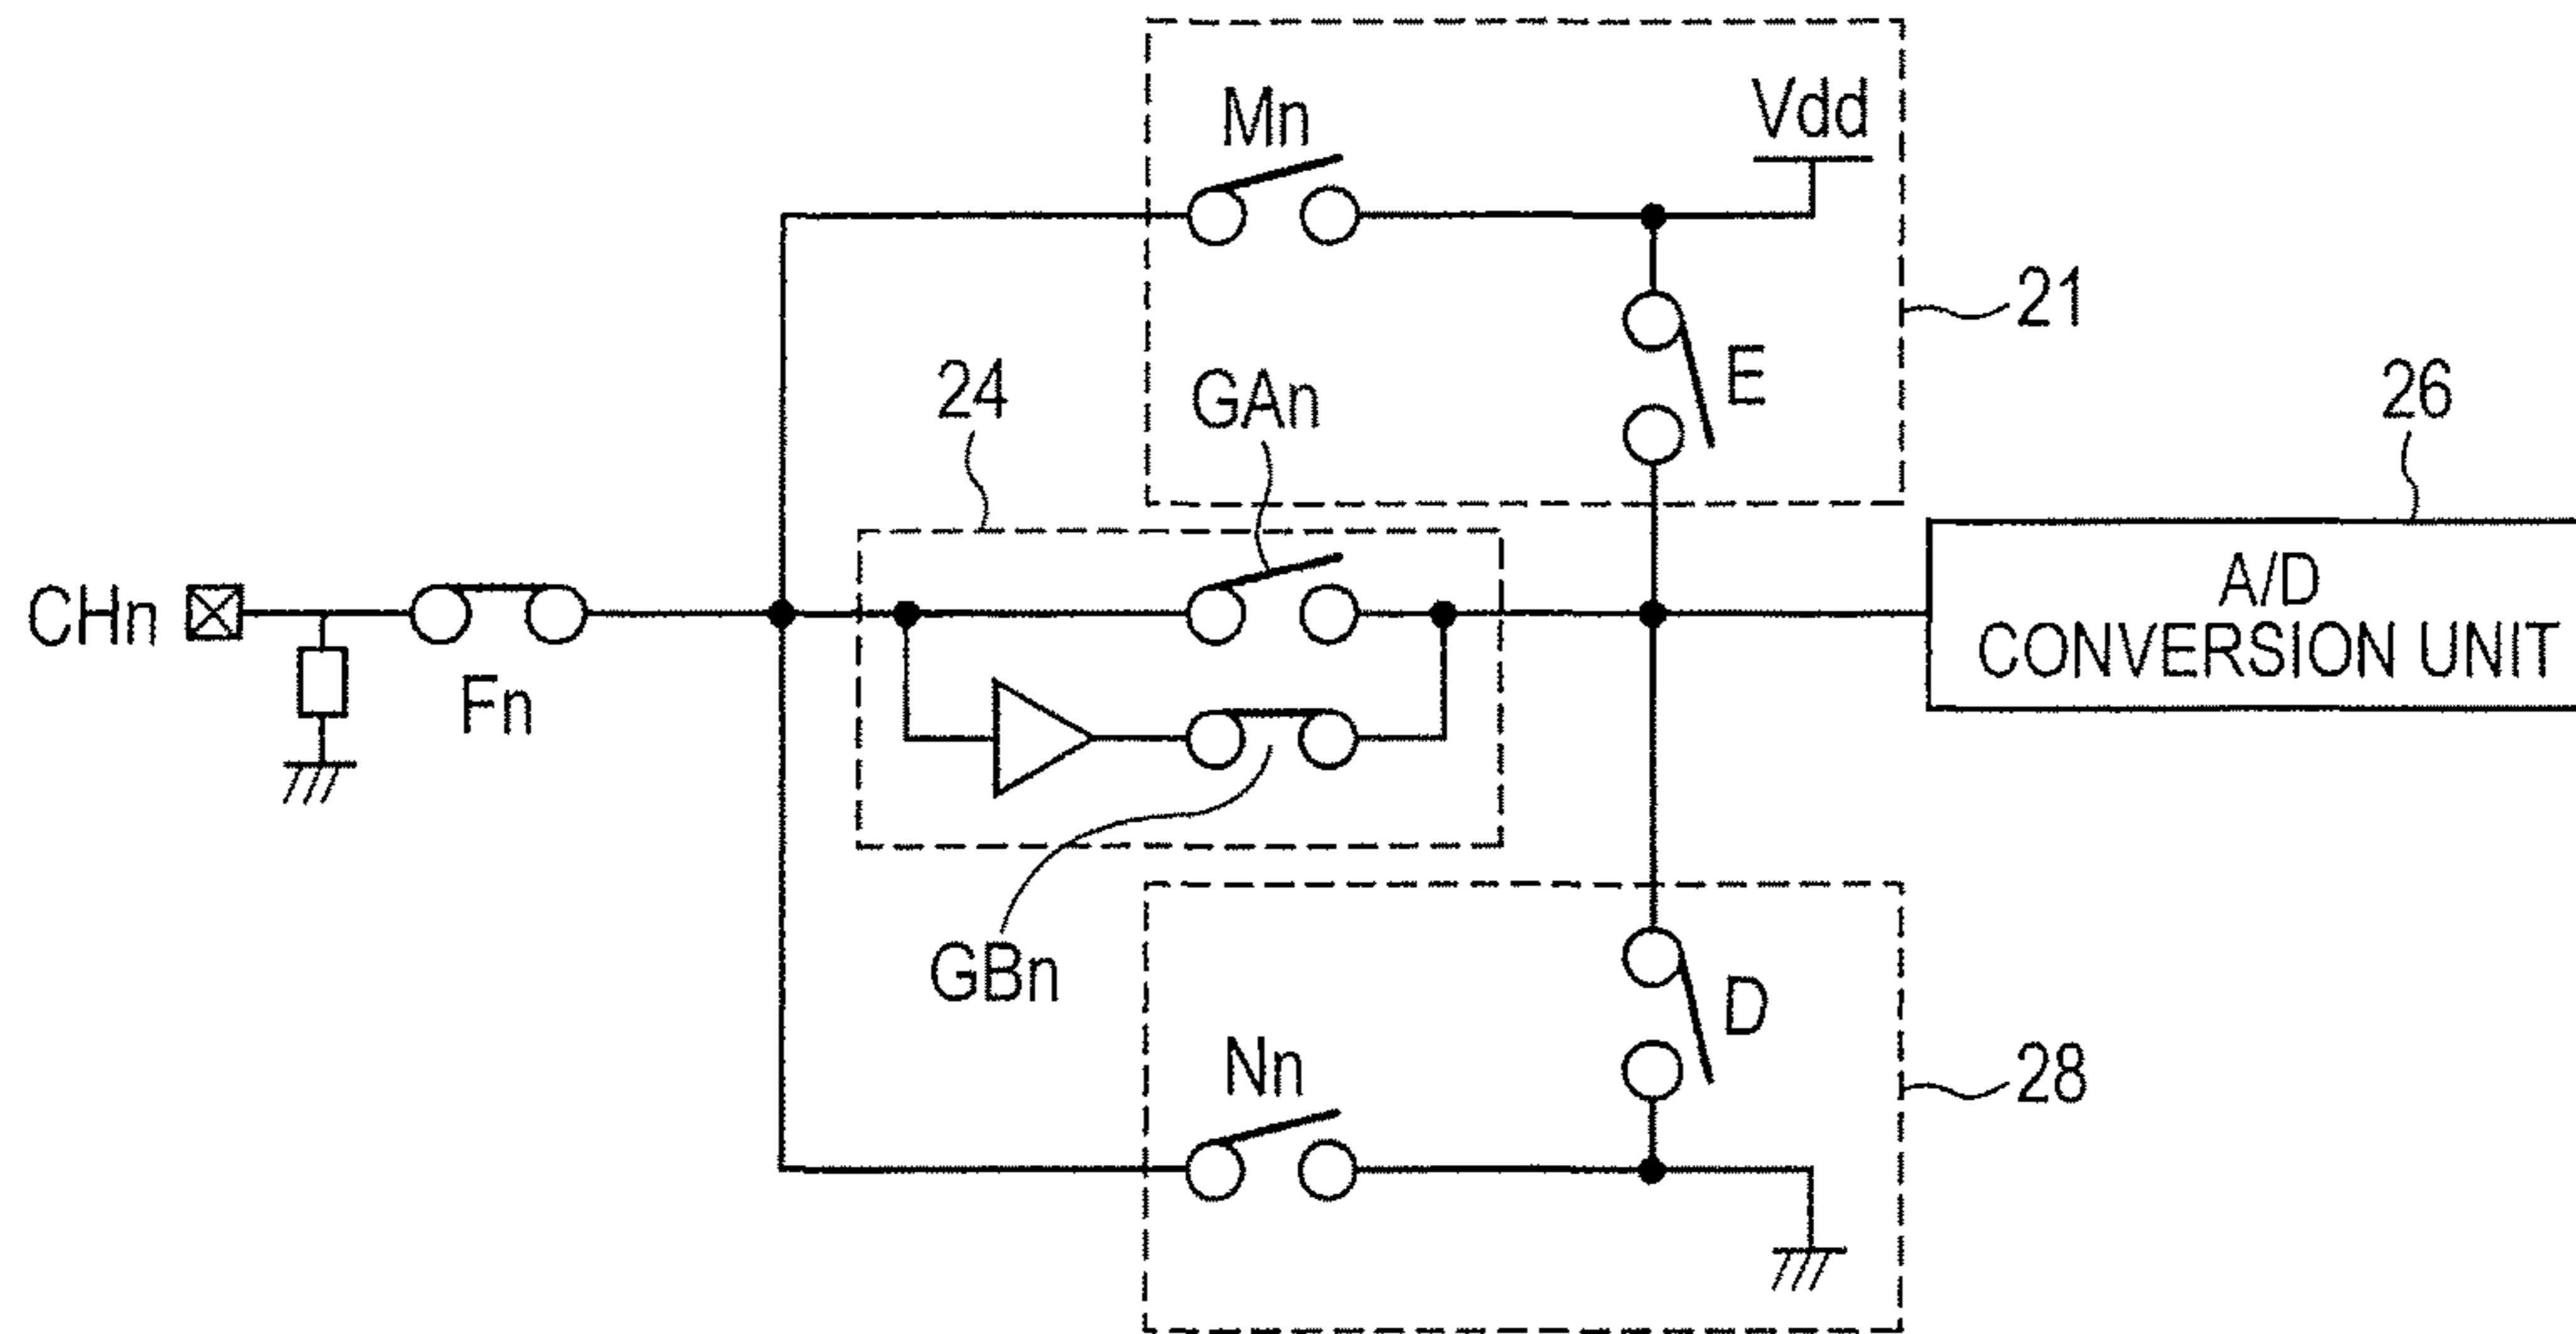 Mn
Vdd
21
E
24
GAn
26
A/D
CONVERSION UNIT
CHn
Fn
GBn
D
Nn
28